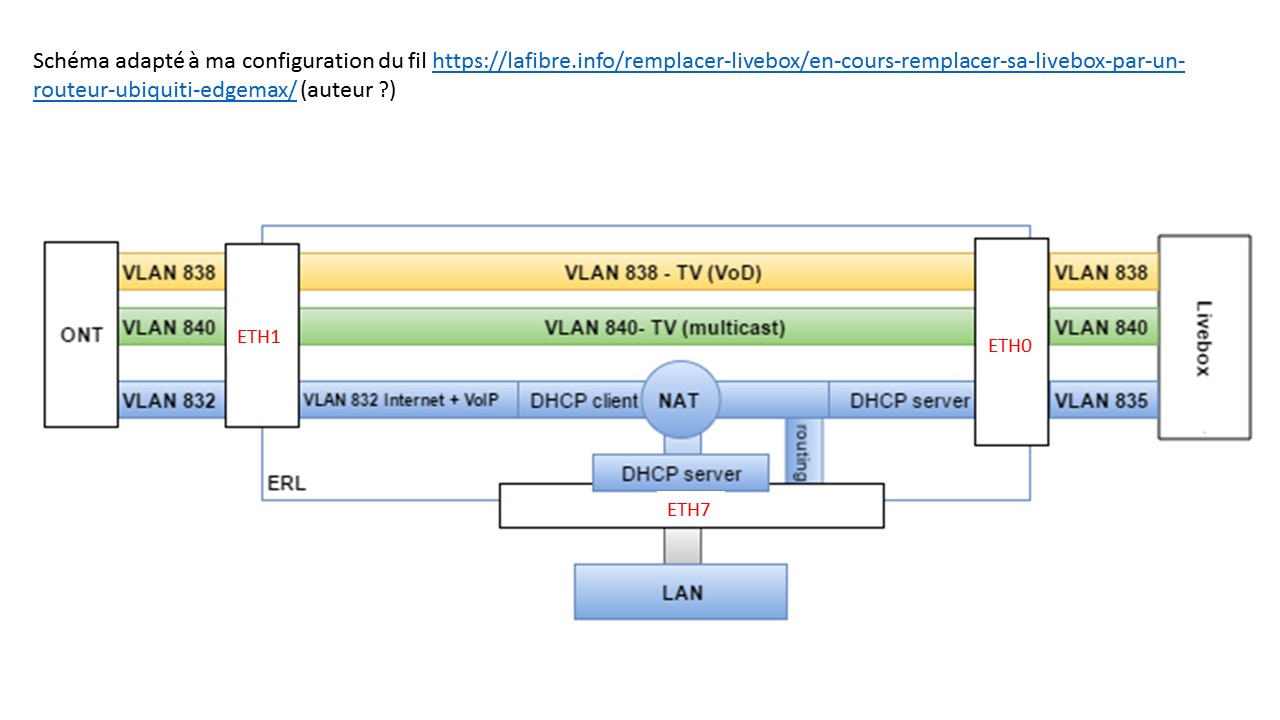 Schéma adapté à ma configuration du fil https://lafibre.info/remplacer-livebox/en-cours-remplacer-sa-livebox-par-un-
routeur-ubiquiti-edgemax/ (auteur ?)
VLAN 838
VLAN 838 - TV (VoD)
VLAN 838
ONT
VLAN 840
ETH1
VLAN 840- TV (multicast)
ETH0
VLAN 840
Livebox
VLAN 832
VLAN 832 Internet + VoIP
DHCP client
NAT
DHCP server
VLAN 835
routing
DHCP server
ERL
ETH7
LAN